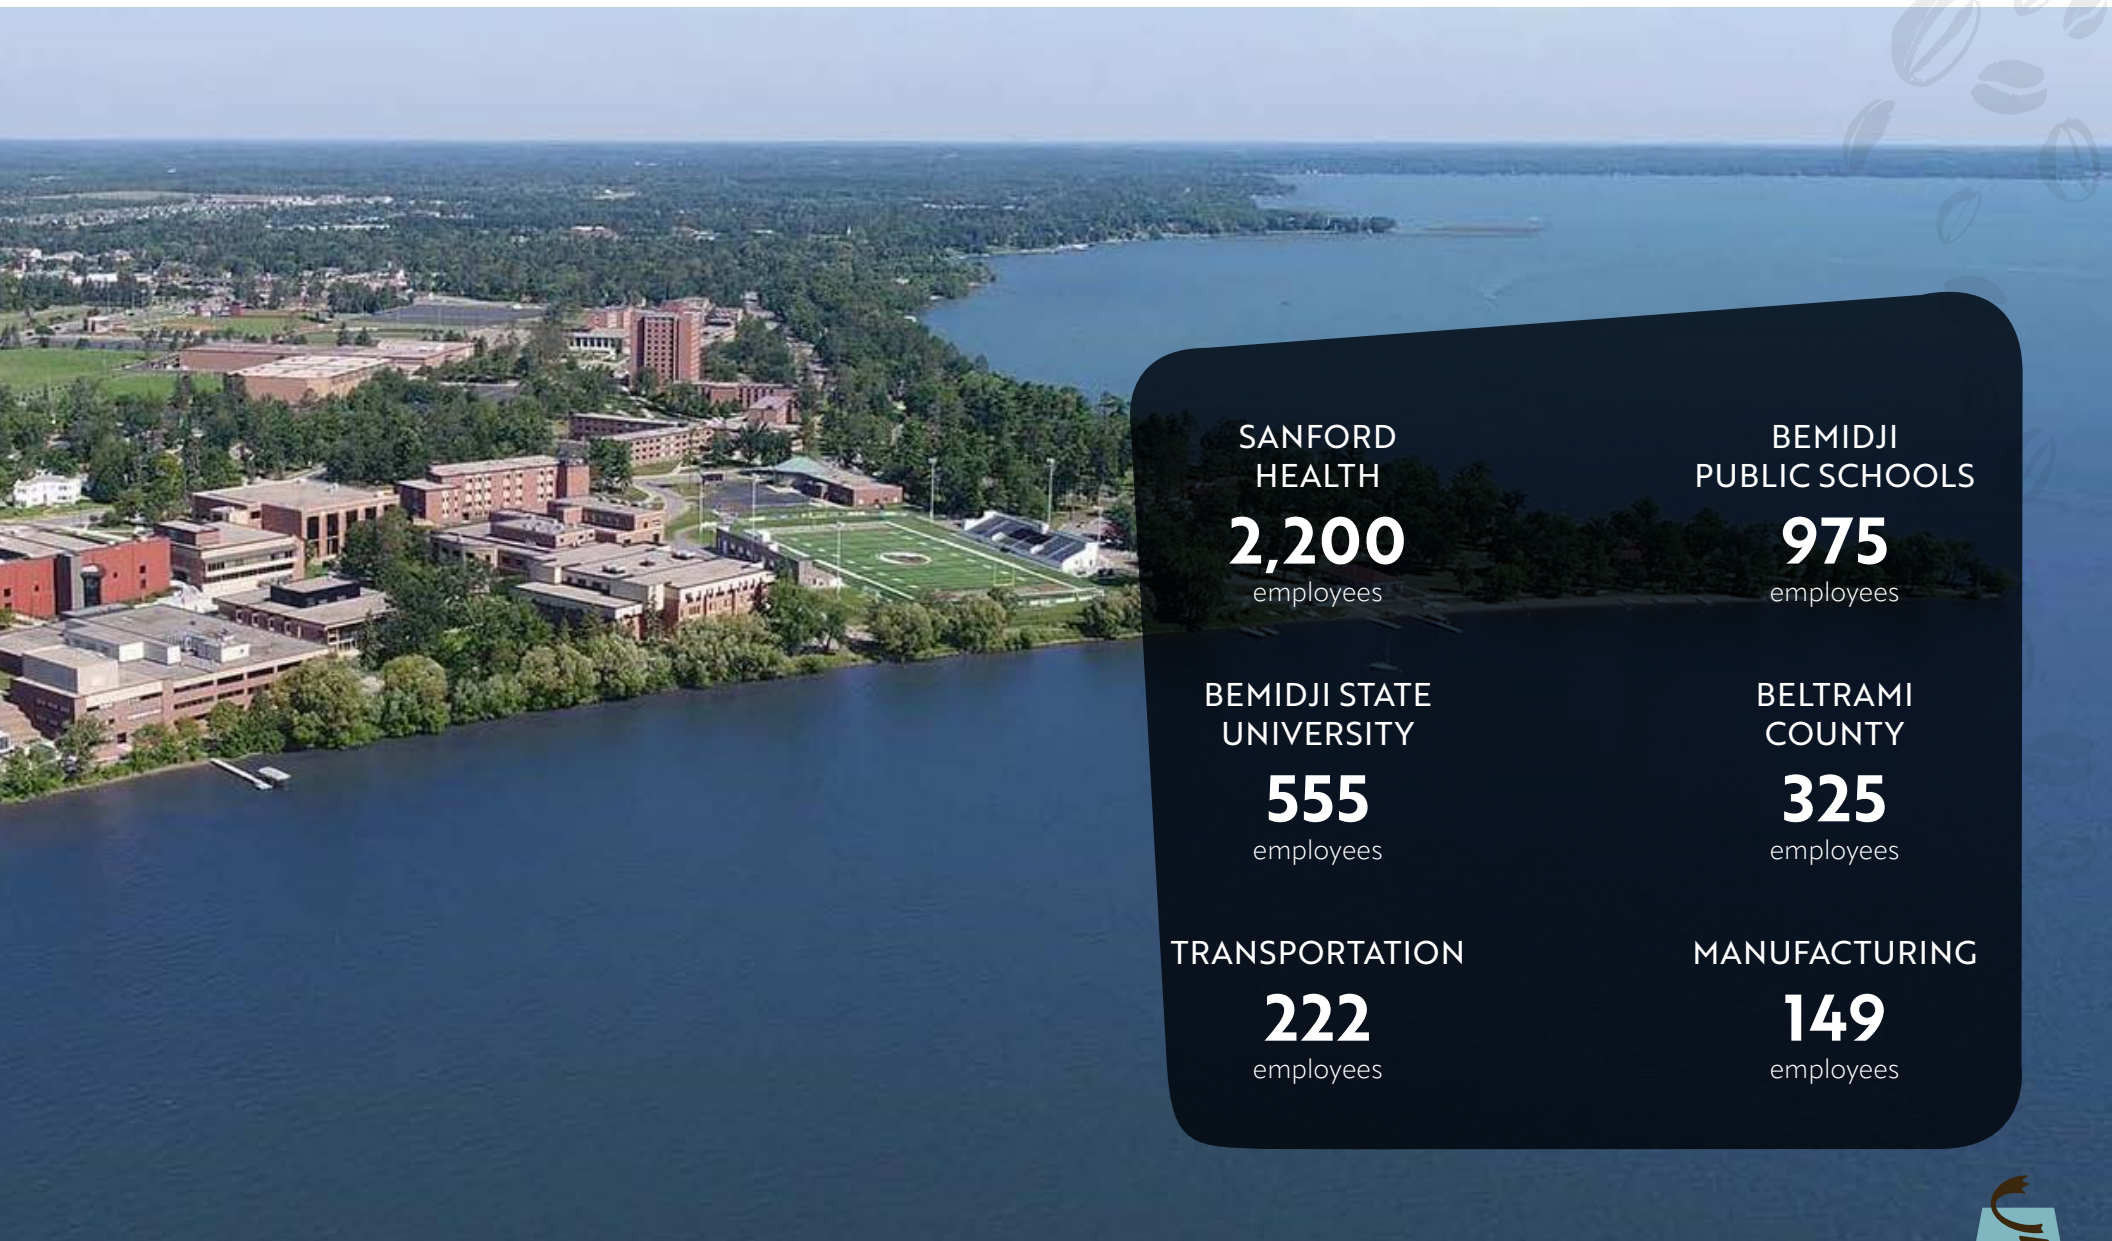 SANFORD
HEALTH
2,200
employees
BEMIDJI
PUBLIC SCHOOLS
975
employees
BEMIDJI STATE
UNIVERSITY
555
employees
BELTRAMI
COUNTY
325
employees
TRANSPORTATION
222
employees
MANUFACTURING
149
employees